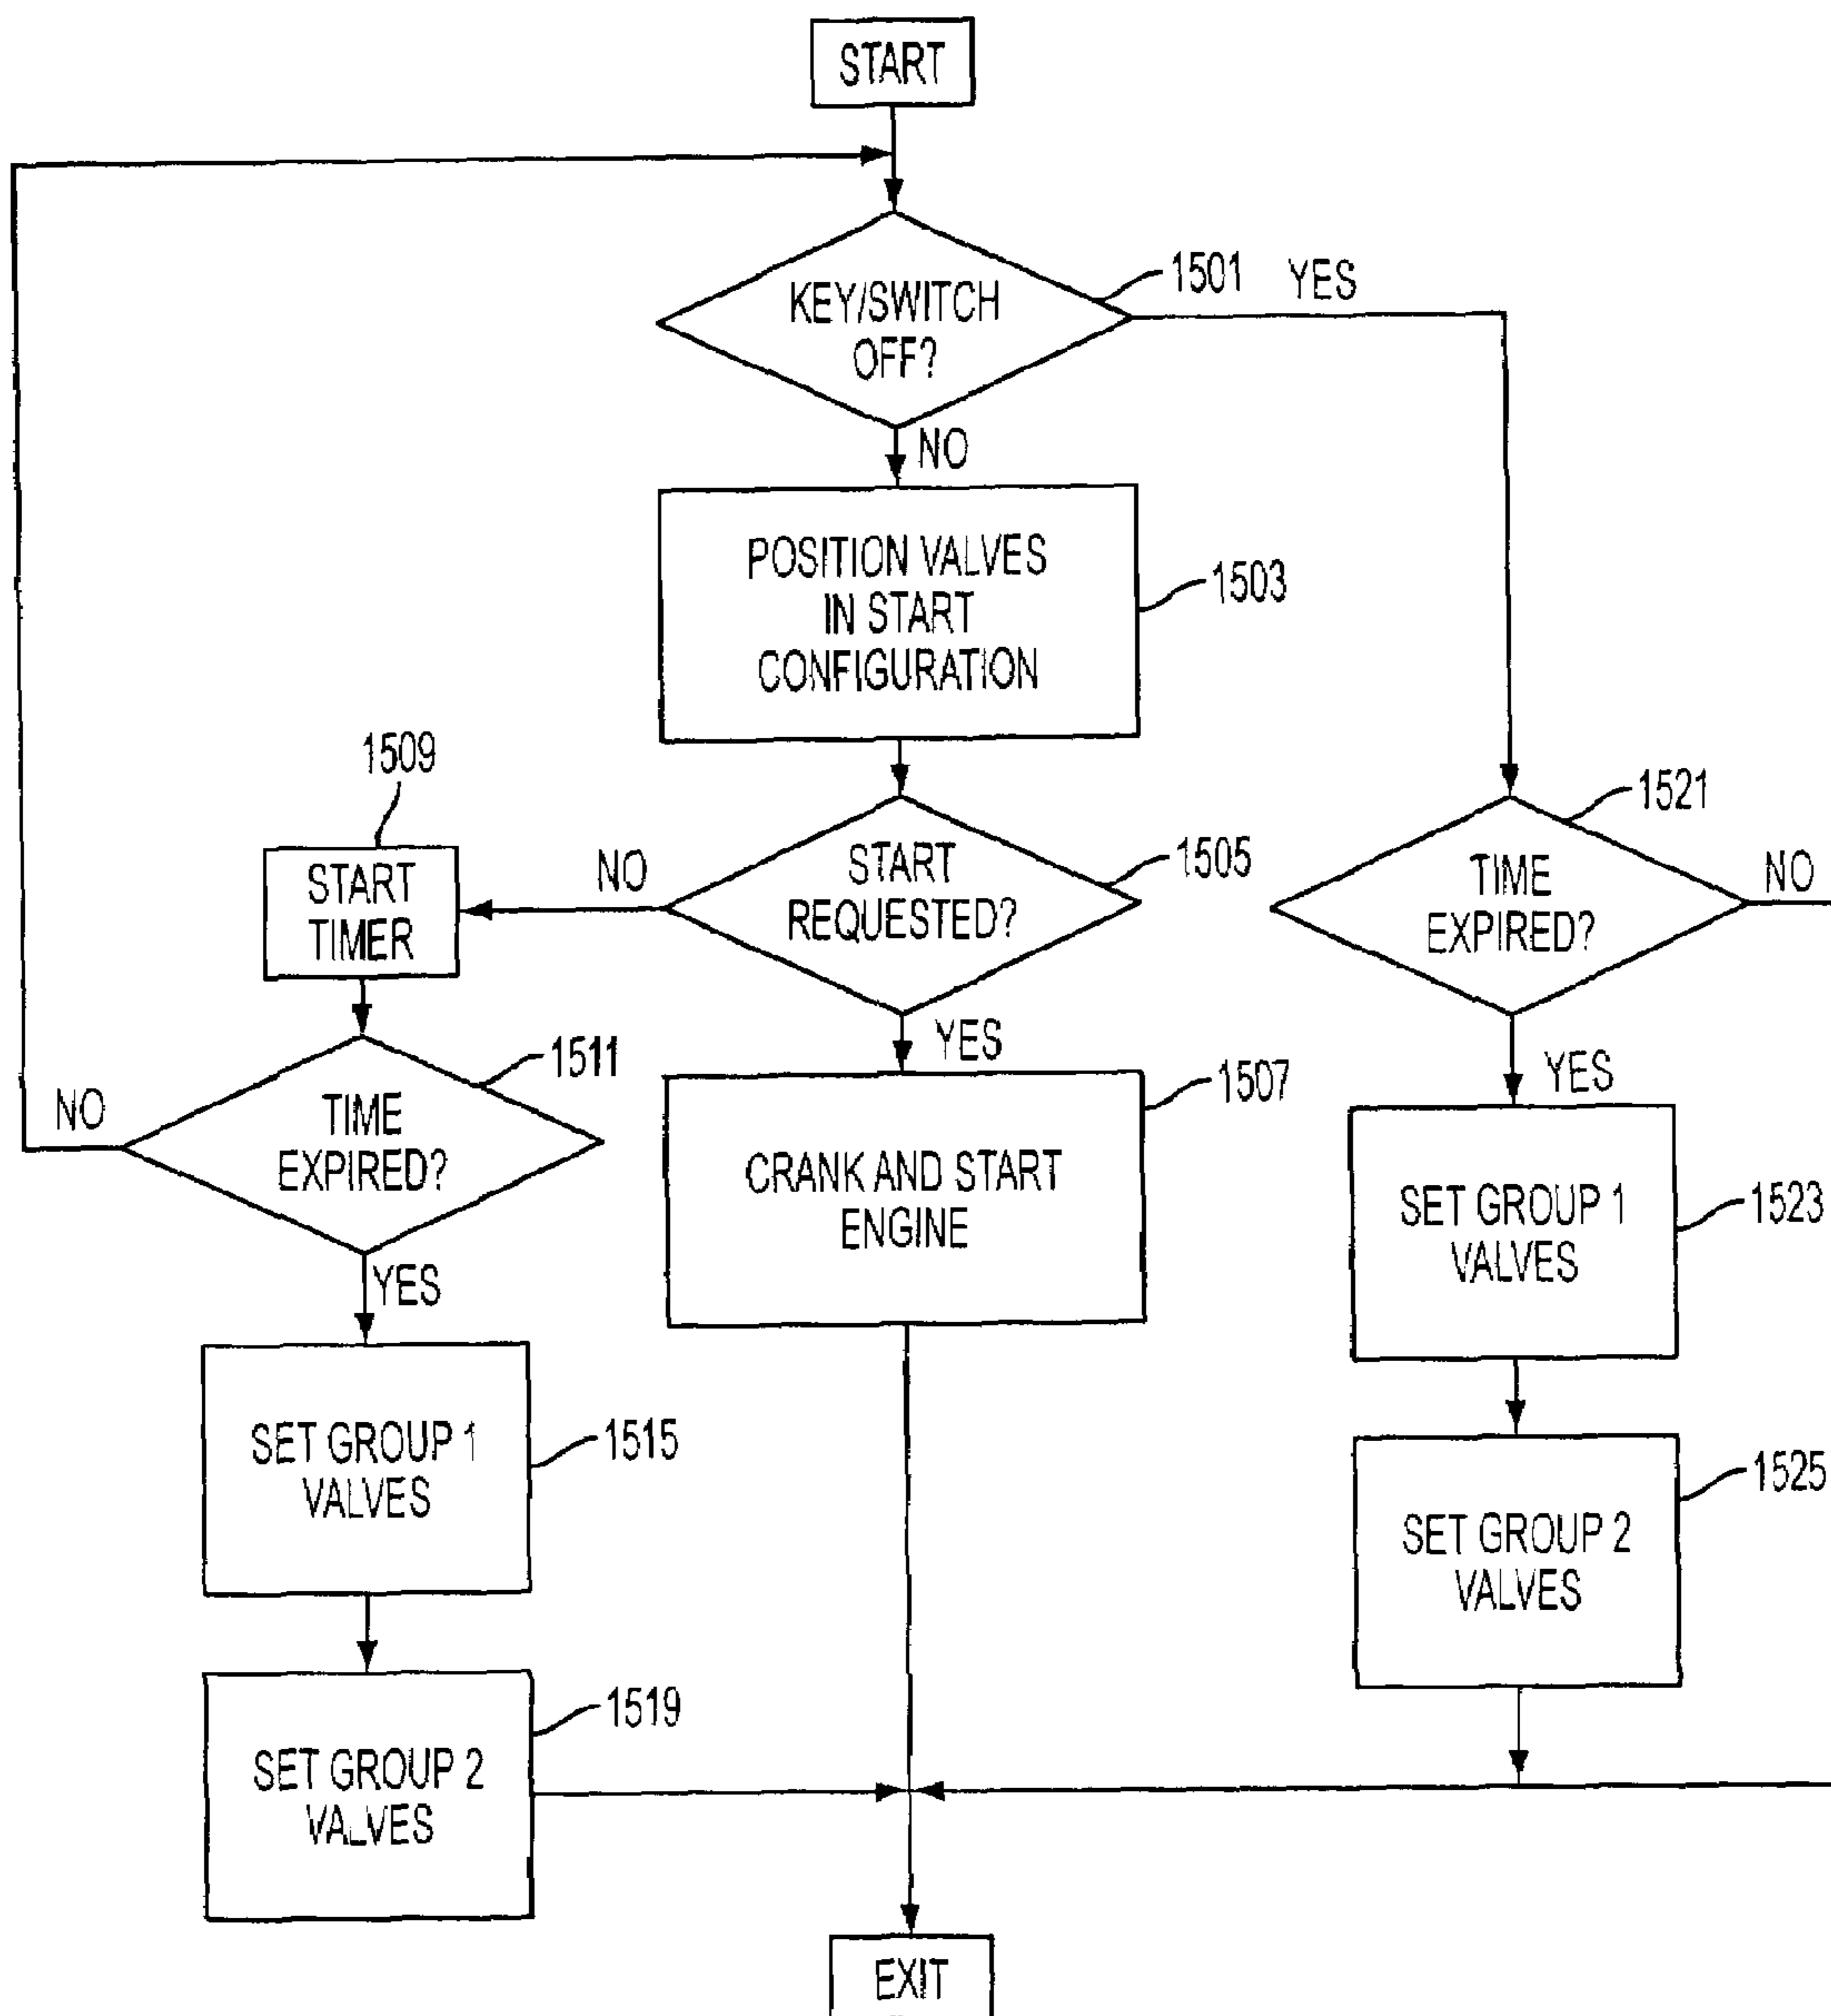 START
1501
YES
KEY/SWITCH
OFF?
NO
POSITION VALVES
IN START
CONFIGURATION
1503
1509
START
TIMER
NO
START
REQUESTED?
1505
1521
TIME
EXPIRED?
NO
YES
1511
TIME
EXPIRED?
NO
YES
CRANK AND START
ENGINE
1507
YES
SET GROUP 1
VALVES
1523
SET GROUP 1
VALVES
1515
SET GROUP 2
VALVES
1525
SET GROUP 2
VALVES
1519
EXIT